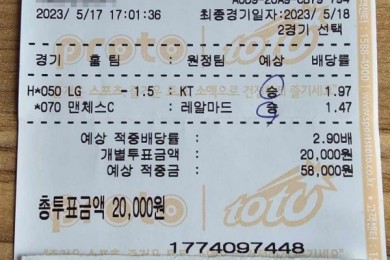 2023/ 5/17 17:01:36
최종경기일자:2023/ 5/18
2경기 선택
경기 홈팀 : 원정팀 예상 배당률
H*050 LG - 1.5 : KT 승 1.97
*070 맨체스C : 레알마드 승 1.47
예상 적중배당률 : 2.90배
개별투표금액 : 20,000원
예상 적중금 : 58,000원
총투표금액 20,000원
proto toto
1774097448